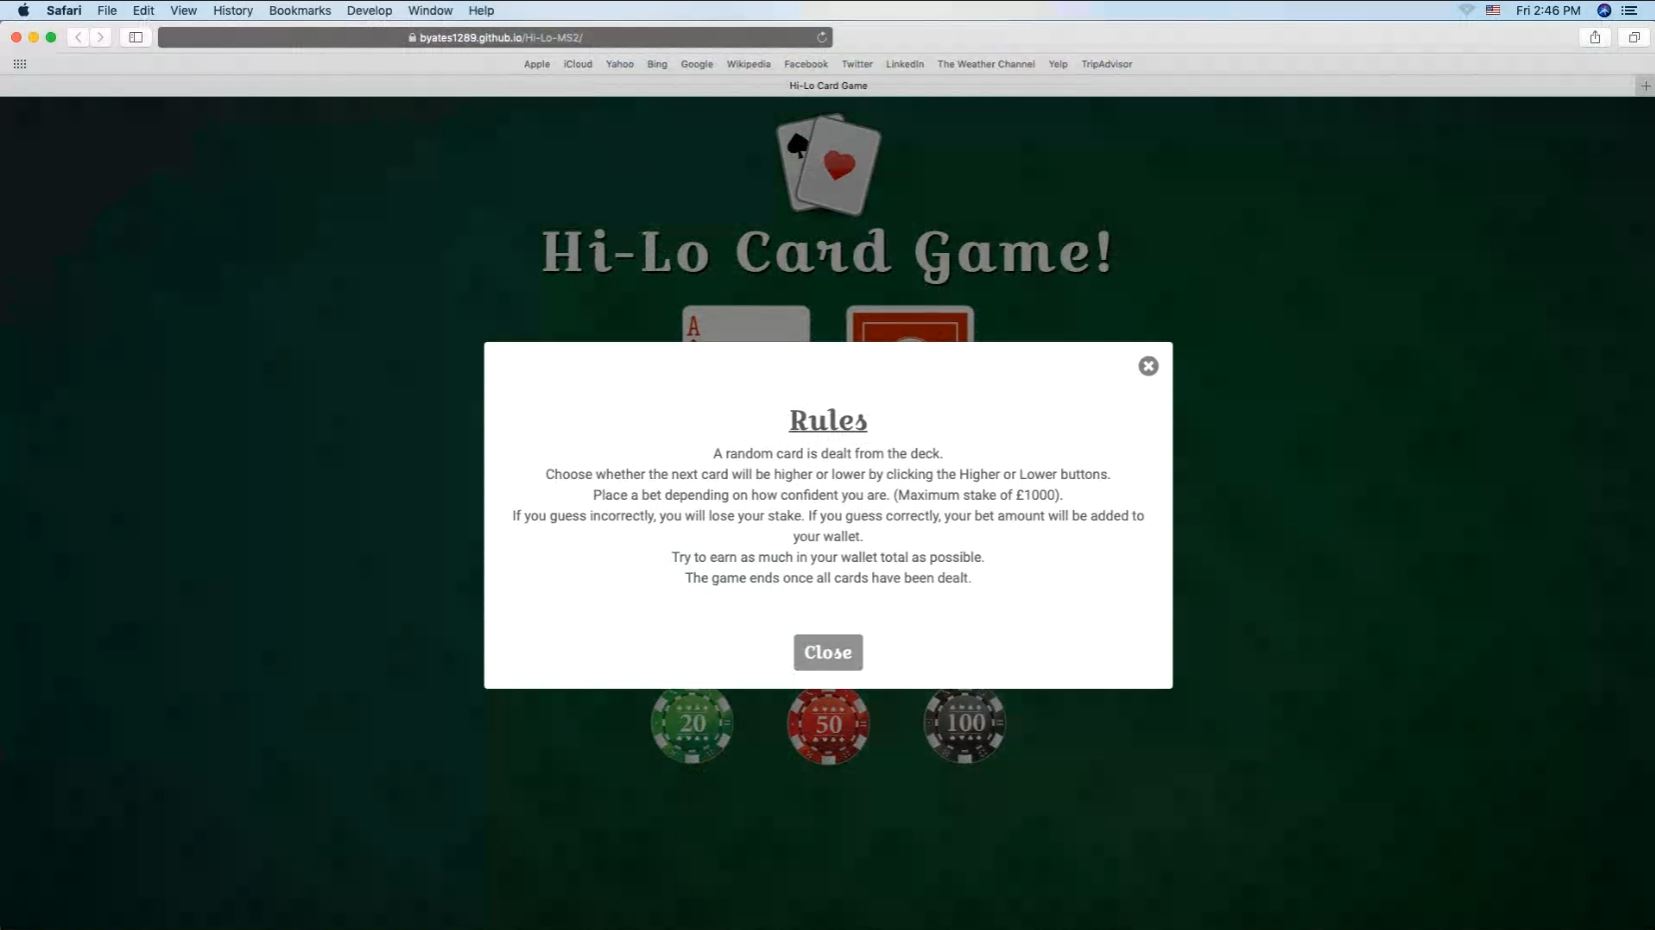 Safari File Edit View History Bookmarks Develop Window Help Fri 2:46 PM
byates1289.github.io/Hi-Lo-MS2/
Apple iCloud Yahoo Bing Google Wikipedia Facebook Twitter LinkedIn The Weather Channel Yelp TripAdvisor
Hi-Lo Card Game
Hi-Lo Card Game!
A
Rules
A random card is dealt from the deck.
Choose whether the next card will be higher or lower by clicking the Higher or Lower buttons.
Place a bet depending on how confident you are. (Maximum stake of £1000).
If you guess incorrectly, you will lose your stake. If you guess correctly, your bet amount will be added to
your wallet.
Try to earn as much in your wallet total as possible.
The game ends once all cards have been dealt.
Close
20 50 100